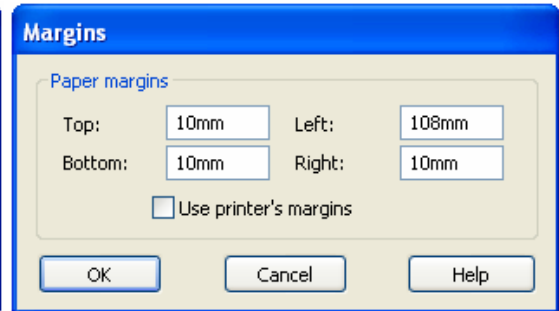 Margins
Paper margins
Top: 10mm Left: 108mm
Bottom: 10mm Right: 10mm
Use printer's margins
OK Cancel Help